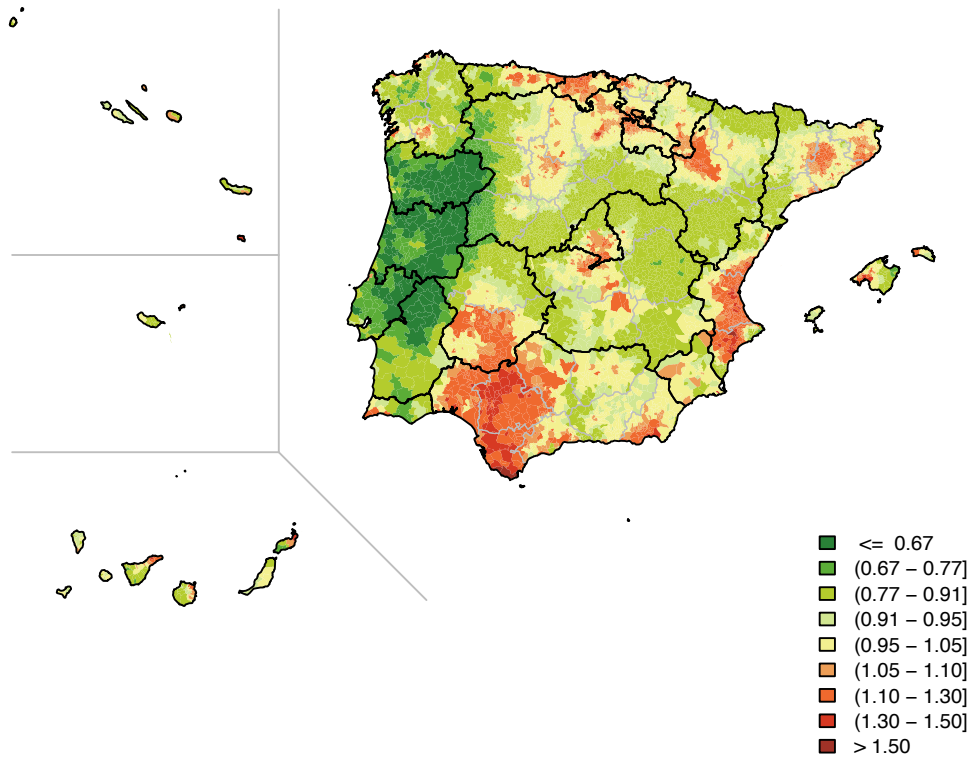 <= 0.67
(0.67 – 0.77]
(0.77 – 0.91]
(0.91 – 0.95]
(0.95 – 1.05]
(1.05 – 1.10]
(1.10 – 1.30]
(1.30 – 1.50]
> 1.50